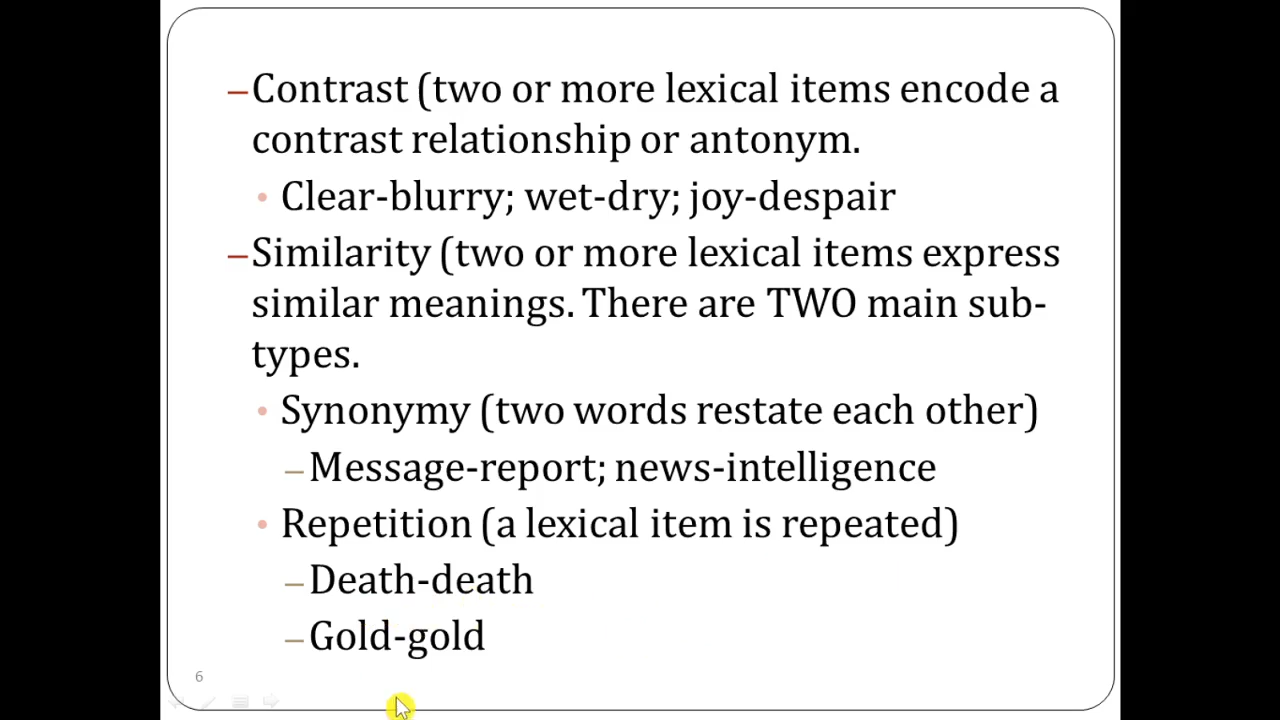 –Contrast (two or more lexical items encode a
contrast relationship or antonym.
• Clear-blurry; wet-dry; joy-despair
–Similarity (two or more lexical items express
similar meanings. There are TWO main sub-
types.
• Synonymy (two words restate each other)
–Message-report; news-intelligence
• Repetition (a lexical item is repeated)
–Death-death
–Gold-gold
6